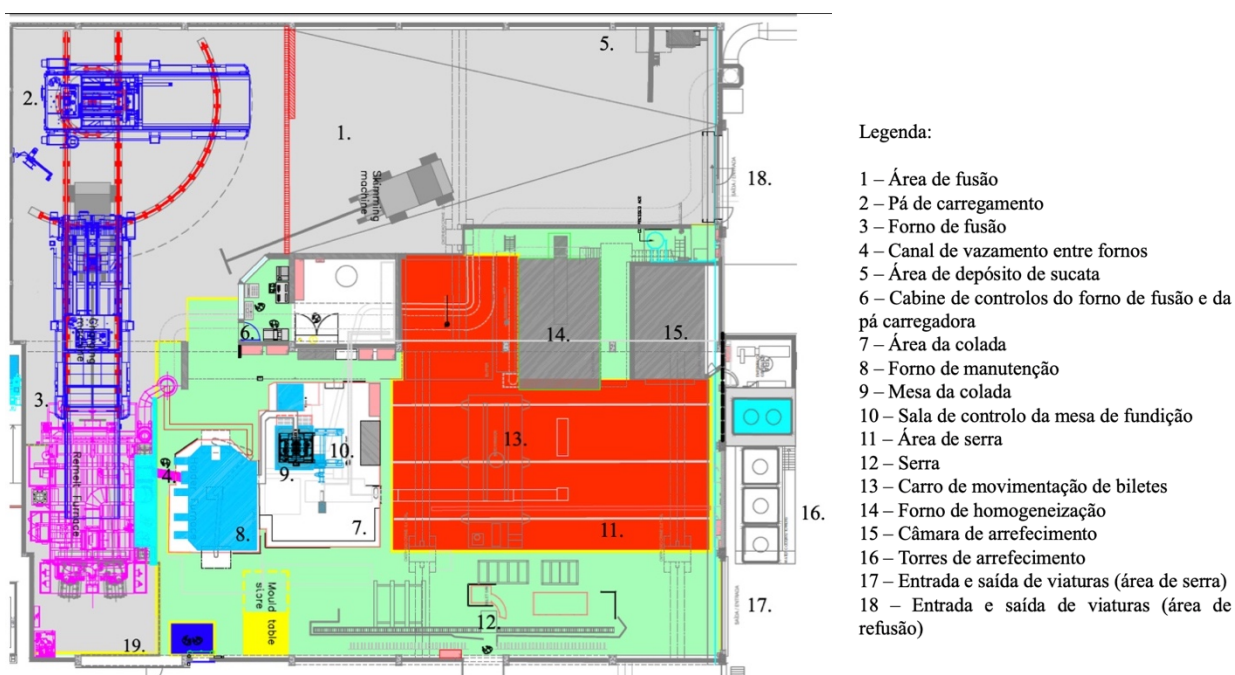 5.
2.
1.
Skimming
machine
18.
6.
14.
15.
3.
13.
10.
4.
9.
Remelt Furnace
8.
7.
11.
16.
Mould table
store
12.
17.
19.
Legenda:
1 – Área de fusão
2 – Pá de carregamento
3 – Forno de fusão
4 – Canal de vazamento entre fornos
5 – Área de depósito de sucata
6 – Cabine de controlos do forno de fusão e da
pá carregadora
7 – Área da colada
8 – Forno de manutenção
9 – Mesa da colada
10 – Sala de controlo da mesa de fundição
11 – Área de serra
12 – Serra
13 – Carro de movimentação de biletes
14 – Forno de homogeneização
15 – Câmara de arrefecimento
16 – Torres de arrefecimento
17 – Entrada e saída de viaturas (área de serra)
18 – Entrada e saída de viaturas (área de
refusão)